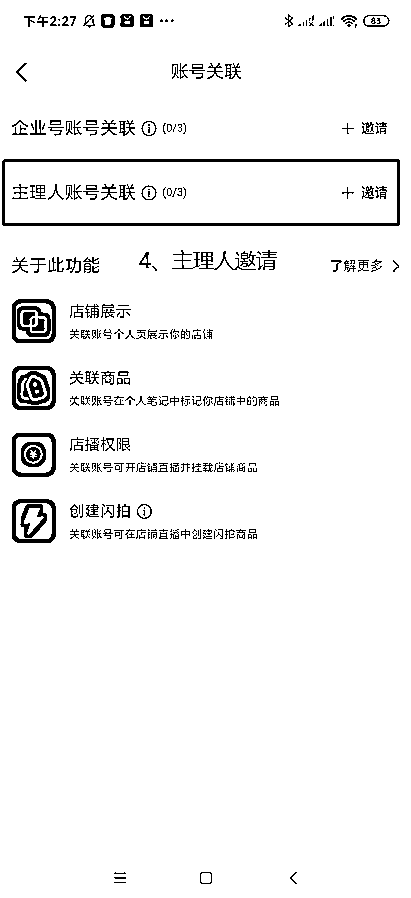 下午2:27 83
账号关联
企业号账号关联 (0/3) + 邀请
主理人账号关联 (0/3) + 邀请
关于此功能 4、主理人邀请 了解更多
店铺展示
关联账号个人页展示你的店铺
关联商品
关联账号在个人笔记中标记你店铺中的商品
店播权限
关联账号可开店铺直播并挂载店铺商品
创建闪拍
关联账号可在店铺直播中创建闪拍商品